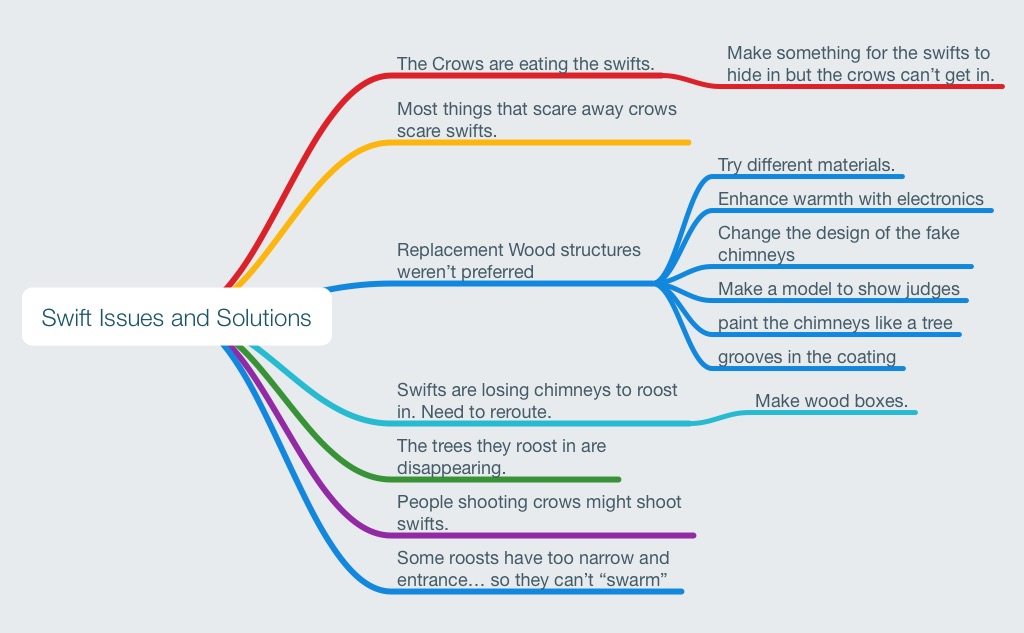 Swift Issues and Solutions
The Crows are eating the swifts.
Make something for the swifts to
hide in but the crows can't get in.
Most things that scare away crows
scare swifts.
Replacement Wood structures
weren't preferred
Try different materials.
Enhance warmth with electronics
Change the design of the fake
chimneys
Make a model to show judges
paint the chimneys like a tree
grooves in the coating
Swifts are losing chimneys to roost
in. Need to reroute.
Make wood boxes.
The trees they roost in are
disappearing.
People shooting crows might shoot
swifts.
Some roosts have too narrow and
entrance… so they can't “swarm”